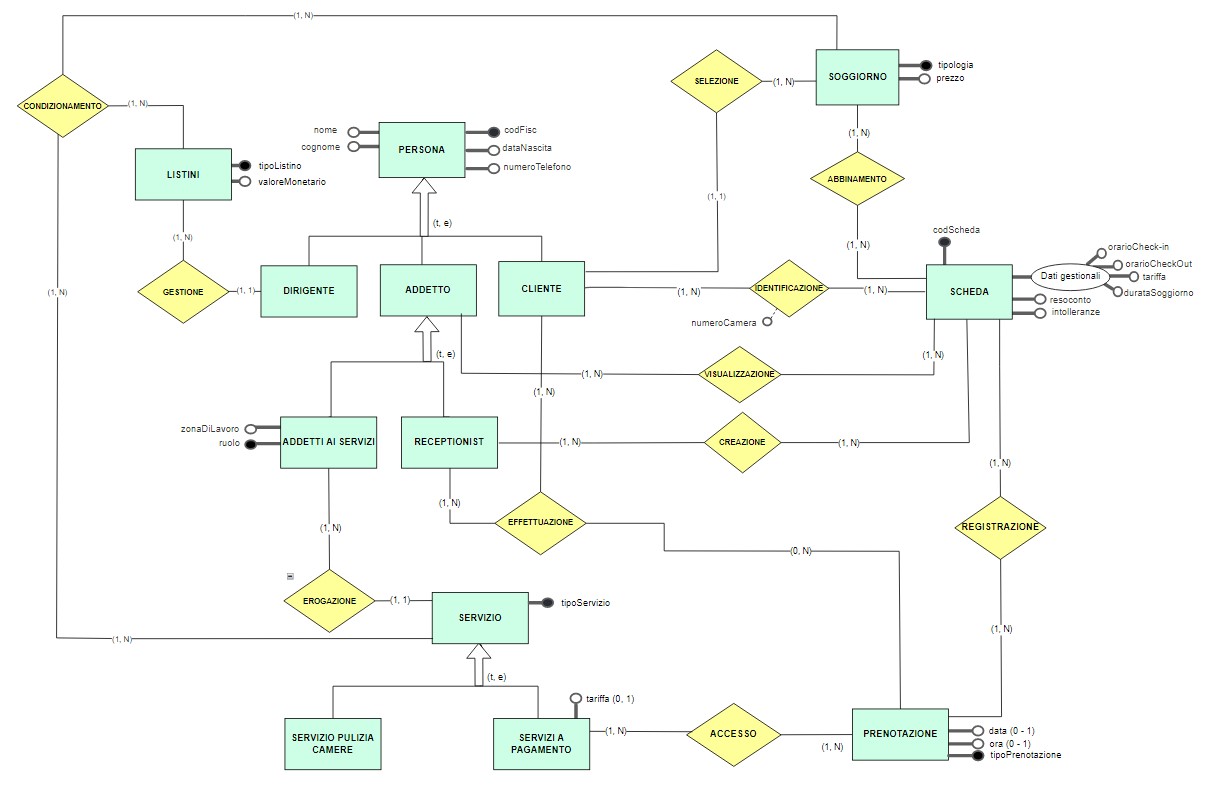 (1, N)
SOGGIORNO
tipologia
prezzo
SELEZIONE
(1, N)
CONDIZIONAMENTO
(1, N)
nome
cognome
PERSONA
codFisc
dataNascita
numeroTelefono
(1, N)
LISTINI
tipoListino
valoreMonetario
ABBINAMENTO
(1, 1)
(t, e)
(1, N)
codScheda
(1, N)
orarioCheck-in
orarioCheckOut
tariffa
durataSoggiorno
Dati gestionali
GESTIONE
(1, 1)
DIRIGENTE
ADDETTO
CLIENTE
(1, N)
IDENTIFICAZIONE
(1, N)
SCHEDA
resoconto
intolleranze
(1, N)
numeroCamera
(t, e)
(1, N)
(1, N)
VISUALIZZAZIONE
(1, N)
zonaDiLavoro
ruolo
ADDETTI AI SERVIZI
RECEPTIONIST
(1, N)
CREAZIONE
(1, N)
(1, N)
(1, N)
(1, N)
EFFETTUAZIONE
REGISTRAZIONE
(0, N)
EROGAZIONE
(1, 1)
tipoServizio
SERVIZIO
(1, N)
(1, N)
(t, e)
tariffa (0, 1)
SERVIZIO PULIZIA
CAMERE
SERVIZI A
PAGAMENTO
(1, N)
ACCESSO
(1, N)
PRENOTAZIONE
data (0 - 1)
ora (0 - 1)
tipoPrenotazione